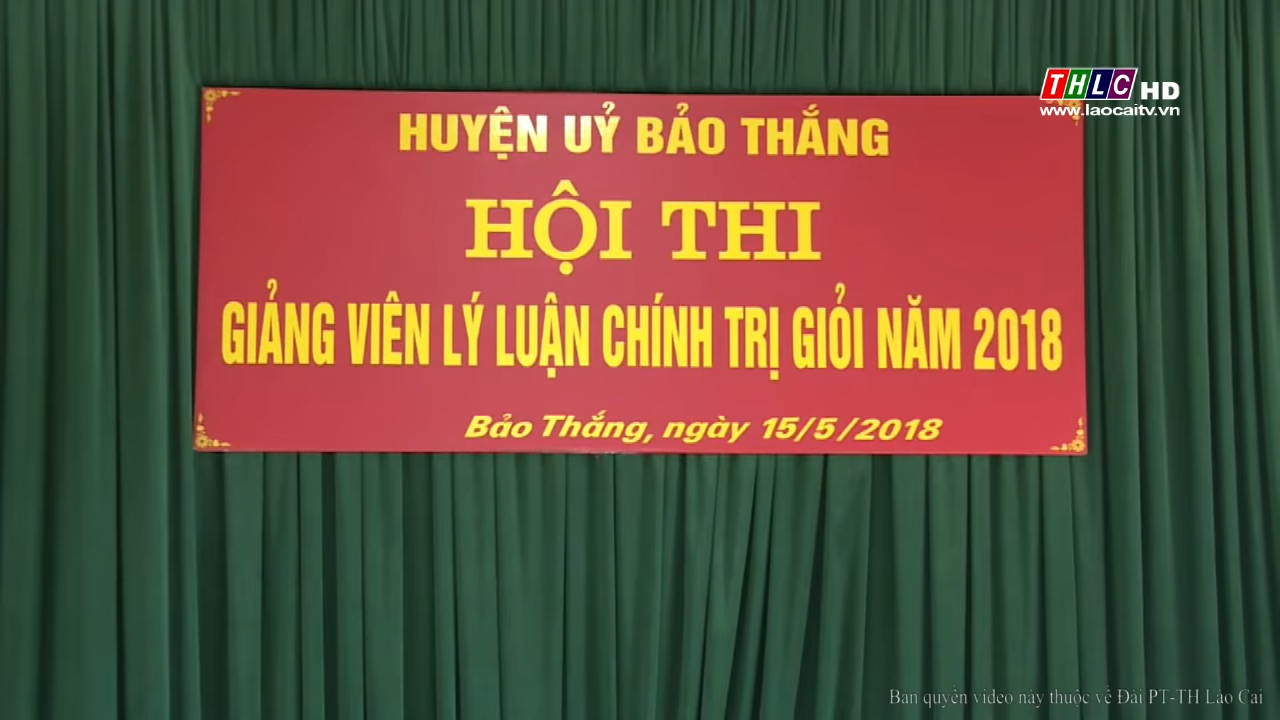 THLC HD
www.laocaitv.vn
HUYỆN UỶ BẢO THẮNG
HỘI THI
GIẢNG VIÊN LÝ LUẬN CHÍNH TRỊ GIỎI NĂM 2018
Bảo Thắng, ngày 15/5/2018
Bản quyền video này thuộc về Đài PT-TH Lào Cai